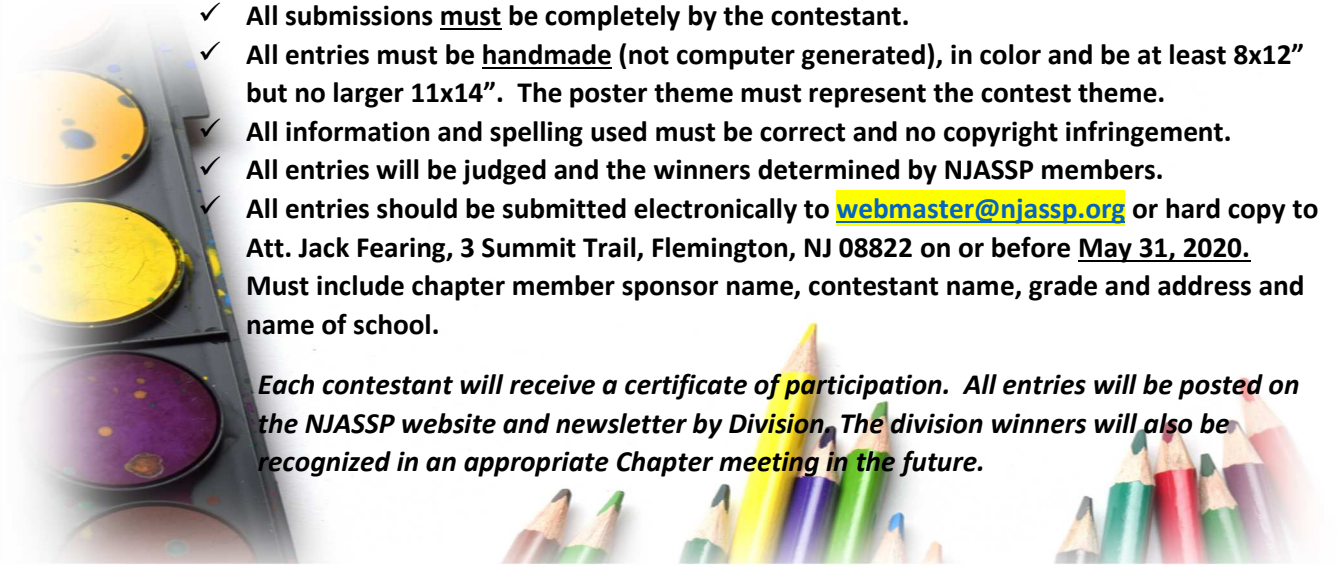 ✓ All submissions must be completely by the contestant.
✓ All entries must be handmade (not computer generated), in color and be at least 8x12”
but no larger 11x14”.  The poster theme must represent the contest theme.
✓ All information and spelling used must be correct and no copyright infringement.
✓ All entries will be judged and the winners determined by NJASSP members.
✓ All entries should be submitted electronically to webmaster@njassp.org or hard copy to
Att. Jack Fearing, 3 Summit Trail, Flemington, NJ 08822 on or before May 31, 2020.
Must include chapter member sponsor name, contestant name, grade and address and
name of school.
Each contestant will receive a certificate of participation.  All entries will be posted on
the NJASSP website and newsletter by Division. The division winners will also be
recognized in an appropriate Chapter meeting in the future.